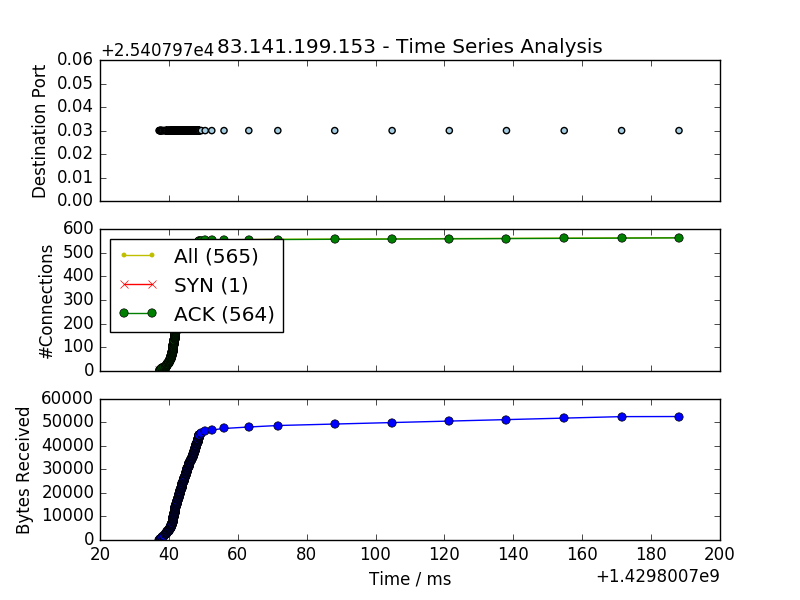 +2.540797e4 83.141.199.153 - Time Series Analysis
0.06
0.05
0.04
0.03
0.02
0.01
0.00
Destination Port
600
500
400
300
200
100
0
#Connections
All (565)
SYN (1)
ACK (564)
60000
50000
40000
30000
20000
10000
0
Bytes Received
20 40 60 80 100 120 140 160 180 200
Time / ms
+1.4298007e9